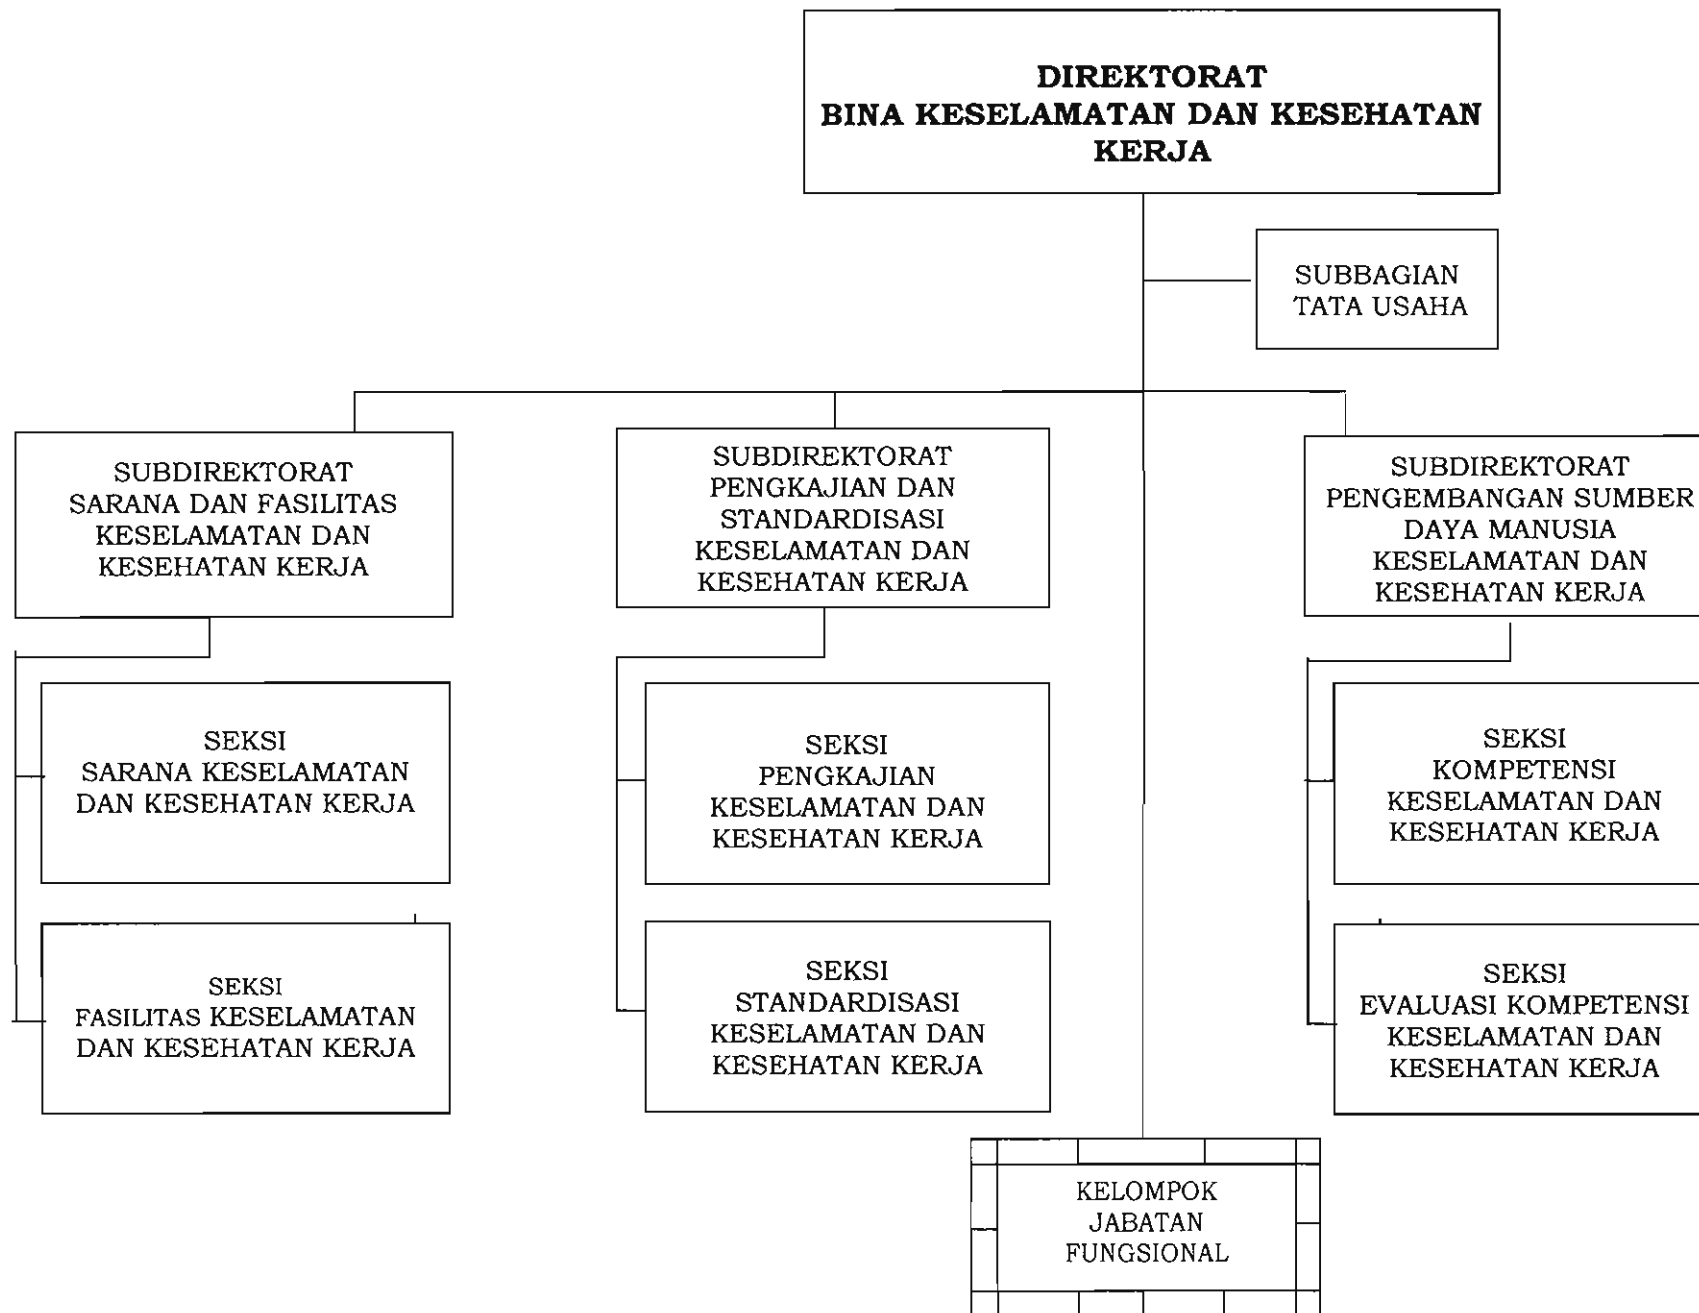 DIREKTORAT
BINA KESELAMATAN DAN KESEHATAN
KERJA
SUBBAGIAN
TATA USAHA
SUBDIREKTORAT
SARANA DAN FASILITAS
KESELAMATAN DAN
KESEHATAN KERJA
SUBDIREKTORAT
PENGKAJIAN DAN
STANDARDISASI
KESELAMATAN DAN
KESEHATAN KERJA
SUBDIREKTORAT
PENGEMBANGAN SUMBER
DAYA MANUSIA
KESELAMATAN DAN
KESEHATAN KERJA
SEKSI
SARANA KESELAMATAN
DAN KESEHATAN KERJA
SEKSI
PENGKAJIAN
KESELAMATAN DAN
KESEHATAN KERJA
SEKSI
KOMPETENSI
KESELAMATAN DAN
KESEHATAN KERJA
SEKSI
FASILITAS KESELAMATAN
DAN KESEHATAN KERJA
SEKSI
STANDARDISASI
KESELAMATAN DAN
KESEHATAN KERJA
SEKSI
EVALUASI KOMPETENSI
KESELAMATAN DAN
KESEHATAN KERJA
KELOMPOK
JABATAN
FUNGSIONAL